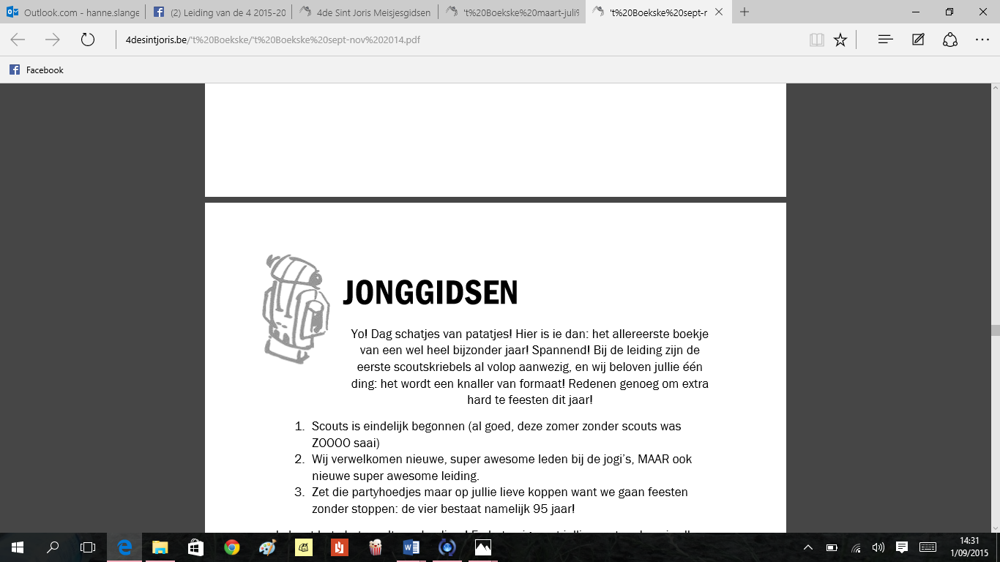 Outlook.com - hanne.slange
(2) Leiding van de 4 2015-20
4de Sint Joris Meisjesgidsen
't%20Boekske%20maart-juli%
't%20Boekske%20sept-n
4desintjoris.be/'t%20Boekske/'t%20Boekske%20sept-nov%202014.pdf
Facebook
JONGGIDSEN
Yo! Dag schatjes van patatjes! Hier is ie dan: het allereerste boekje
van een wel heel bijzonder jaar! Spannend! Bij de leiding zijn de
eerste scoutskriebels al volop aanwezig, en wij beloven jullie één
ding: het wordt een knaller van formaat! Redenen genoeg om extra
hard te feesten dit jaar!
1. Scouts is eindelijk begonnen (al goed, deze zomer zonder scouts was
ZOOOO saai)
2. Wij verwelkomen nieuwe, super awesome leden bij de jogi's, MAAR ook
nieuwe super awesome leiding.
3. Zet die partyhoedjes maar op jullie lieve koppen want we gaan feesten
zonder stoppen: de vier bestaat namelijk 95 jaar!
14:31
1/09/2015